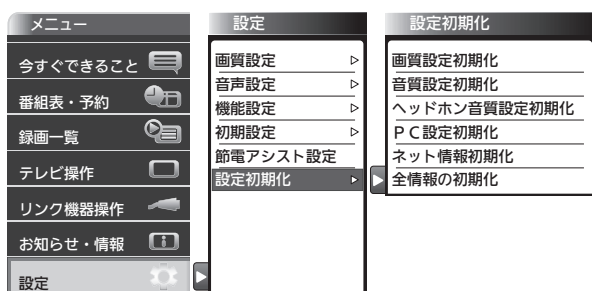 メニュー
今すぐできること
番組表・予約
録画一覧
テレビ操作
リンク機器操作
お知らせ・情報
設定
設定
画質設定
音声設定
機能設定
初期設定
節電アシスト設定
設定初期化
設定初期化
画質設定初期化
音質設定初期化
ヘッドホン音質設定初期化
ＰＣ設定初期化
ネット情報初期化
全情報の初期化